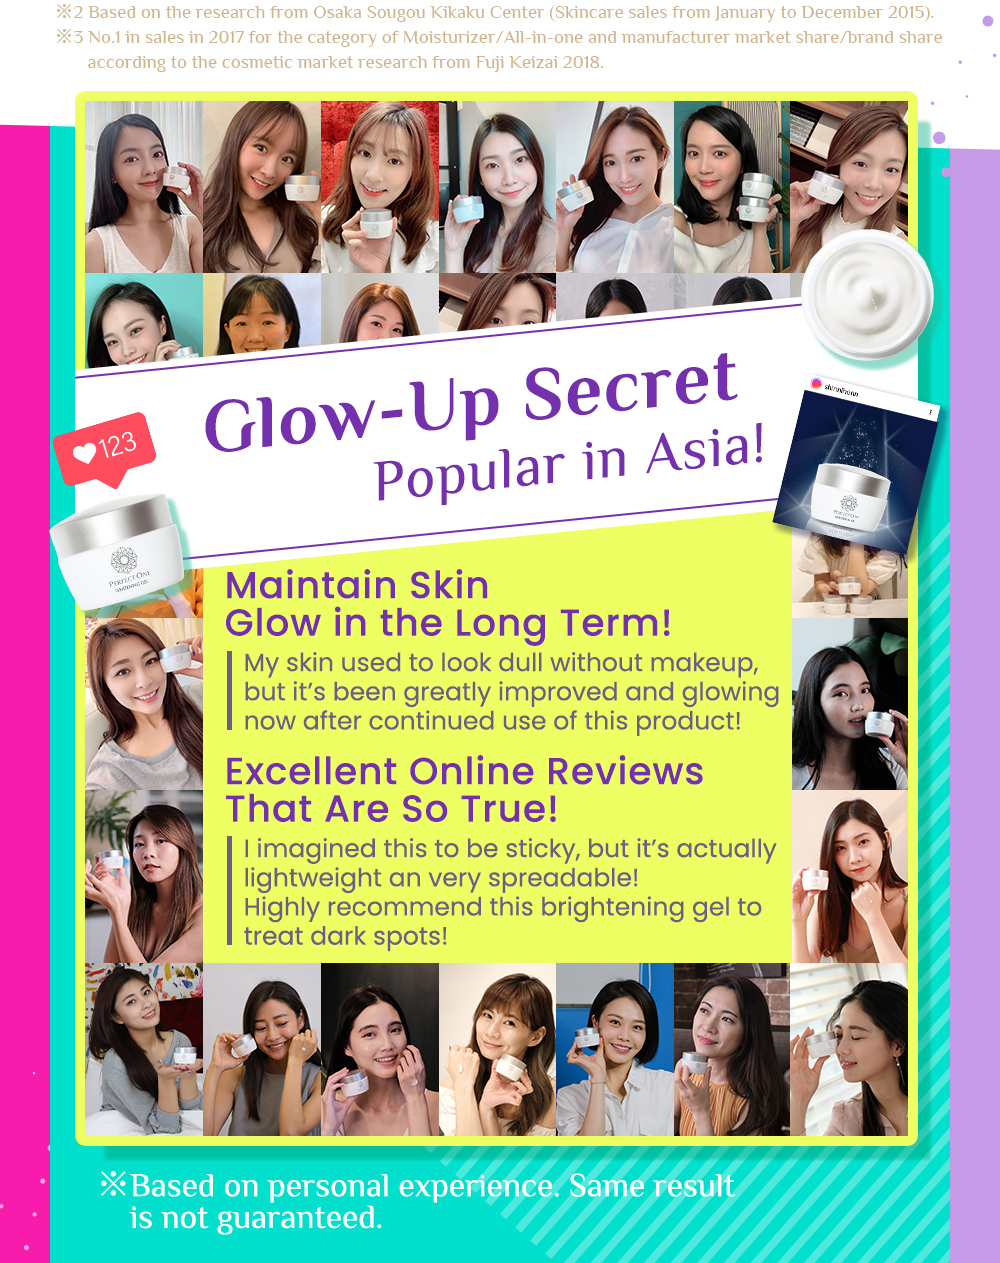 ※2 Based on the research from Osaka Sougou Kikaku Center (Skincare sales from January to December 2015).
※3 No.1 in sales in 2017 for the category of Moisturizer/All-in-one and manufacturer market share/brand share
according to the cosmetic market research from Fuji Keizai 2018.
Glow-Up Secret
Popular in Asia!
123
PERFECT ONE
WHITENING GEL
Maintain Skin
Glow in the Long Term!
My skin used to look dull without makeup,
but it's been greatly improved and glowing
now after continued use of this product!
Excellent Online Reviews
That Are So True!
I imagined this to be sticky, but it's actually
lightweight an very spreadable!
Highly recommend this brightening gel to
treat dark spots!
※Based on personal experience. Same result
is not guaranteed.